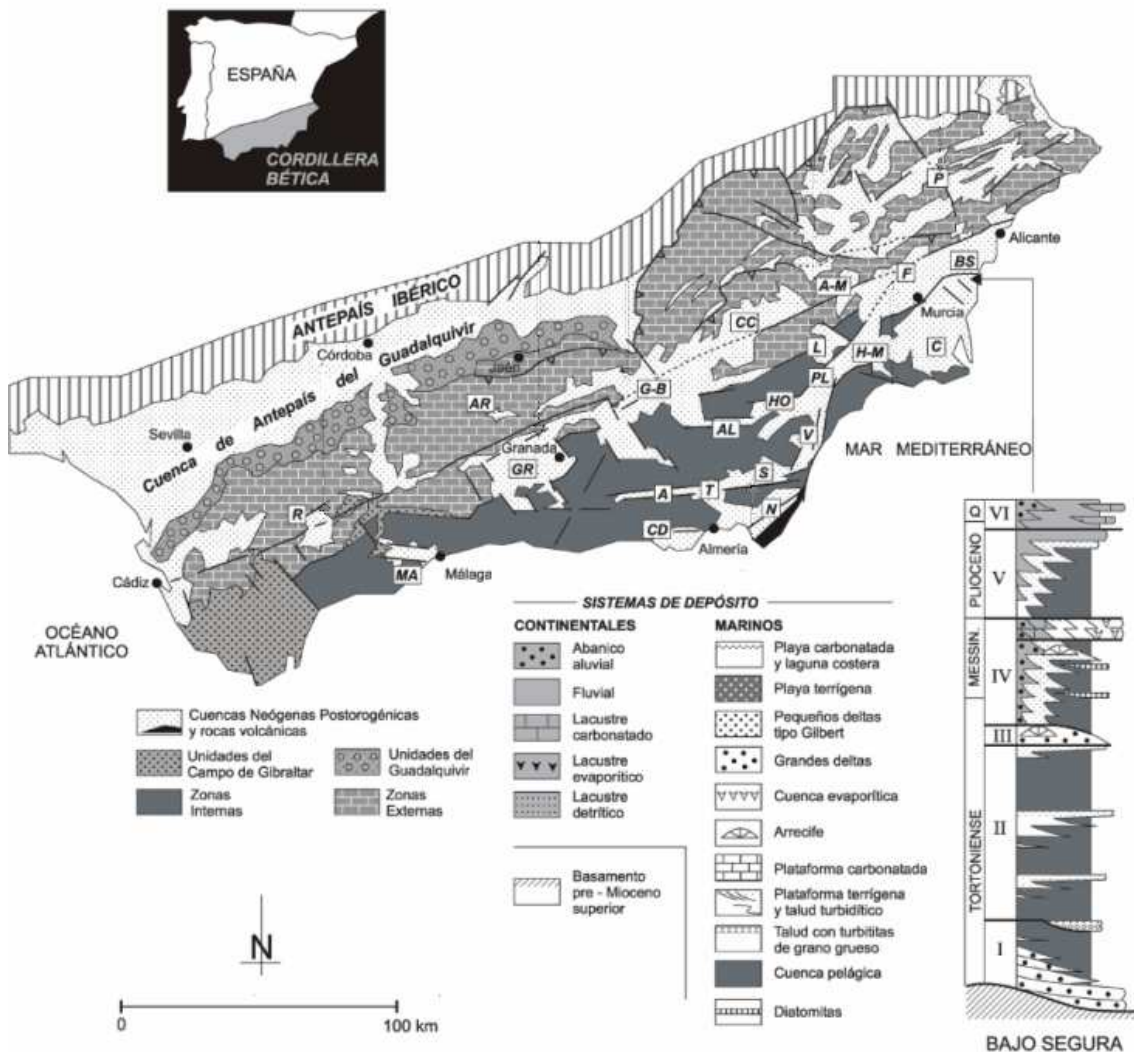 ESPAÑA
CORDILLERA
BÉTICA
ANTEPAÍS IBÉRICO
Cuenca de Antepaís del Guadalquivir
Córdoba
Jaén
Sevilla
Granada
Cádiz
Málaga
Almería
Murcia
Alicante
P
BS
F
A-M
CC
C
L
H-M
PL
G-B
HO
AR
AL
V
GR
S
A
T
N
R
CD
MA
MAR MEDITERRÁNEO
OCÉANO
ATLÁNTICO
Cuencas Neógenas Postorogénicas
y rocas volcánicas
Unidades del
Campo de Gibraltar
Unidades del
Guadalquivir
Zonas
Internas
Zonas
Externas
N
0
100 km
SISTEMAS DE DEPÓSITO
CONTINENTALES
Abanico
aluvial
Fluvial
Lacustre
carbonatado
Lacustre
evaporítico
Lacustre
detrítico
Basamento
pre - Mioceno
superior
MARINOS
Playa carbonatada
y laguna costera
Playa terrígena
Pequeños deltas
tipo Gilbert
Grandes deltas
Cuenca evaporítica
Arrecife
Plataforma carbonatada
Plataforma terrígena
y talud turbidítico
Talud con turbititas
de grano grueso
Cuenca pelágica
Diatomitas
Q
VI
PLIOCENO
V
MESSIN.
IV
III
TORTONIENSE
II
I
BAJO SEGURA